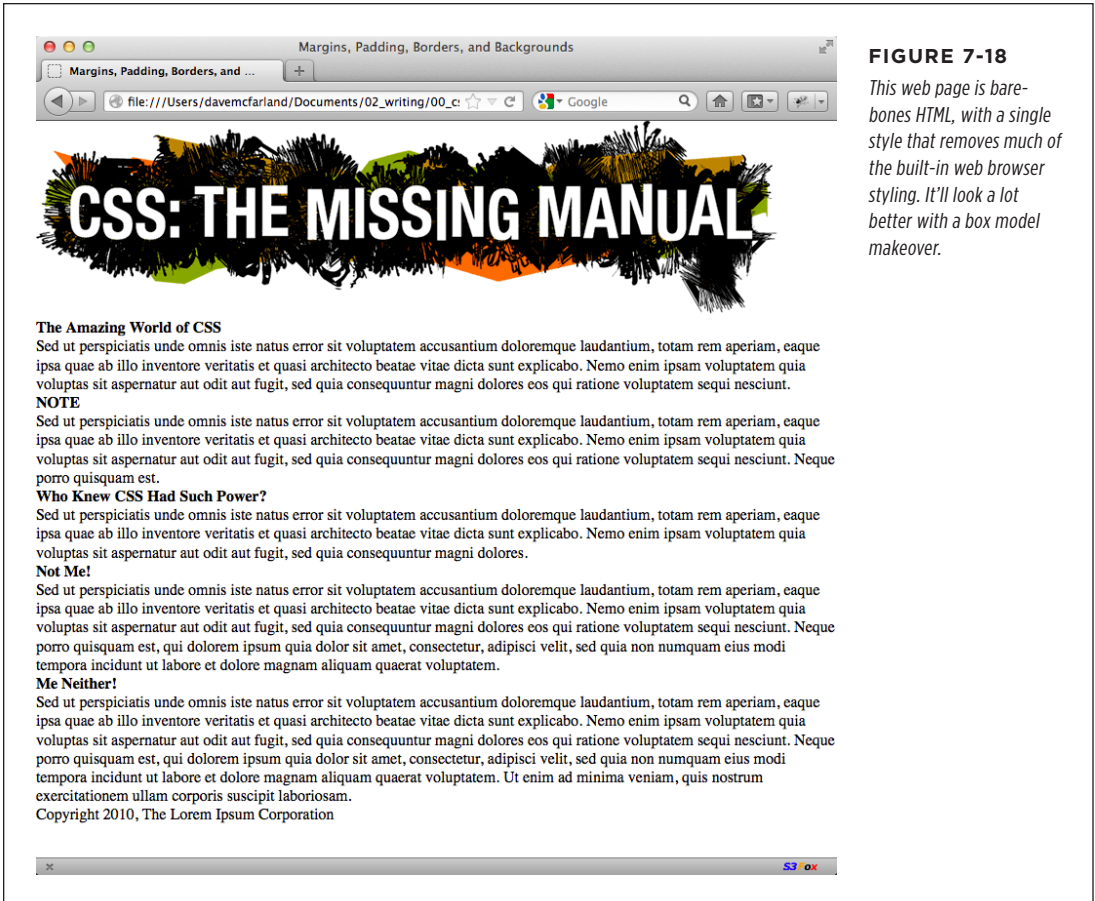 Margins, Padding, Borders, and Backgrounds
Margins, Padding, Borders, and ...
file:///Users/davemcfarland/Documents/02_writing/00_c:
Google
CSS: THE MISSING MANUAL
The Amazing World of CSS
Sed ut perspiciatis unde omnis iste natus error sit voluptatem accusantium doloremque laudantium, totam rem aperiam, eaque
ipsa quae ab illo inventore veritatis et quasi architecto beatae vitae dicta sunt explicabo. Nemo enim ipsam voluptatem quia
voluptas sit aspernatur aut odit aut fugit, sed quia consequuntur magni dolores eos qui ratione voluptatem sequi nesciunt.
NOTE
Sed ut perspiciatis unde omnis iste natus error sit voluptatem accusantium doloremque laudantium, totam rem aperiam, eaque
ipsa quae ab illo inventore veritatis et quasi architecto beatae vitae dicta sunt explicabo. Nemo enim ipsam voluptatem quia
voluptas sit aspernatur aut odit aut fugit, sed quia consequuntur magni dolores eos qui ratione voluptatem sequi nesciunt. Neque
porro quisquam est.
Who Knew CSS Had Such Power?
Sed ut perspiciatis unde omnis iste natus error sit voluptatem accusantium doloremque laudantium, totam rem aperiam, eaque
ipsa quae ab illo inventore veritatis et quasi architecto beatae vitae dicta sunt explicabo. Nemo enim ipsam voluptatem quia
voluptas sit aspernatur aut odit aut fugit, sed quia consequuntur magni dolores.
Not Me!
Sed ut perspiciatis unde omnis iste natus error sit voluptatem accusantium doloremque laudantium, totam rem aperiam, eaque
ipsa quae ab illo inventore veritatis et quasi architecto beatae vitae dicta sunt explicabo. Nemo enim ipsam voluptatem quia
voluptas sit aspernatur aut odit aut fugit, sed quia consequuntur magni dolores eos qui ratione voluptatem sequi nesciunt. Neque
porro quisquam est, qui dolorem ipsum quia dolor sit amet, consectetur, adipisci velit, sed quia non numquam eius modi
tempora incidunt ut labore et dolore magnam aliquam quaerat voluptatem.
Me Neither!
Sed ut perspiciatis unde omnis iste natus error sit voluptatem accusantium doloremque laudantium, totam rem aperiam, eaque
ipsa quae ab illo inventore veritatis et quasi architecto beatae vitae dicta sunt explicabo. Nemo enim ipsam voluptatem quia
voluptas sit aspernatur aut odit aut fugit, sed quia consequuntur magni dolores eos qui ratione voluptatem sequi nesciunt. Neque
porro quisquam est, qui dolorem ipsum quia dolor sit amet, consectetur, adipisci velit, sed quia non numquam eius modi
tempora incidunt ut labore et dolore magnam aliquam quaerat voluptatem. Ut enim ad minima veniam, quis nostrum
exercitationem ullam corporis suscipit laboriosam.
Copyright 2010, The Lorem Ipsum Corporation
S3Fox
FIGURE 7-18
This web page is bare-
bones HTML, with a single
style that removes much of
the built-in web browser
styling. It'll look a lot
better with a box model
makeover.